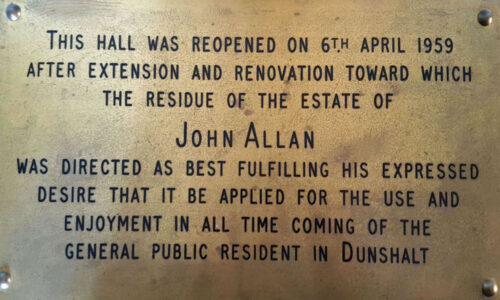 This hall was reopened on 6th April 1959
after extension and renovation toward which
the residue of the estate of
John Allan
was directed as best fulfilling his expressed
desire that it be applied for the use and
enjoyment in all time coming of the
general public resident in Dunshalt